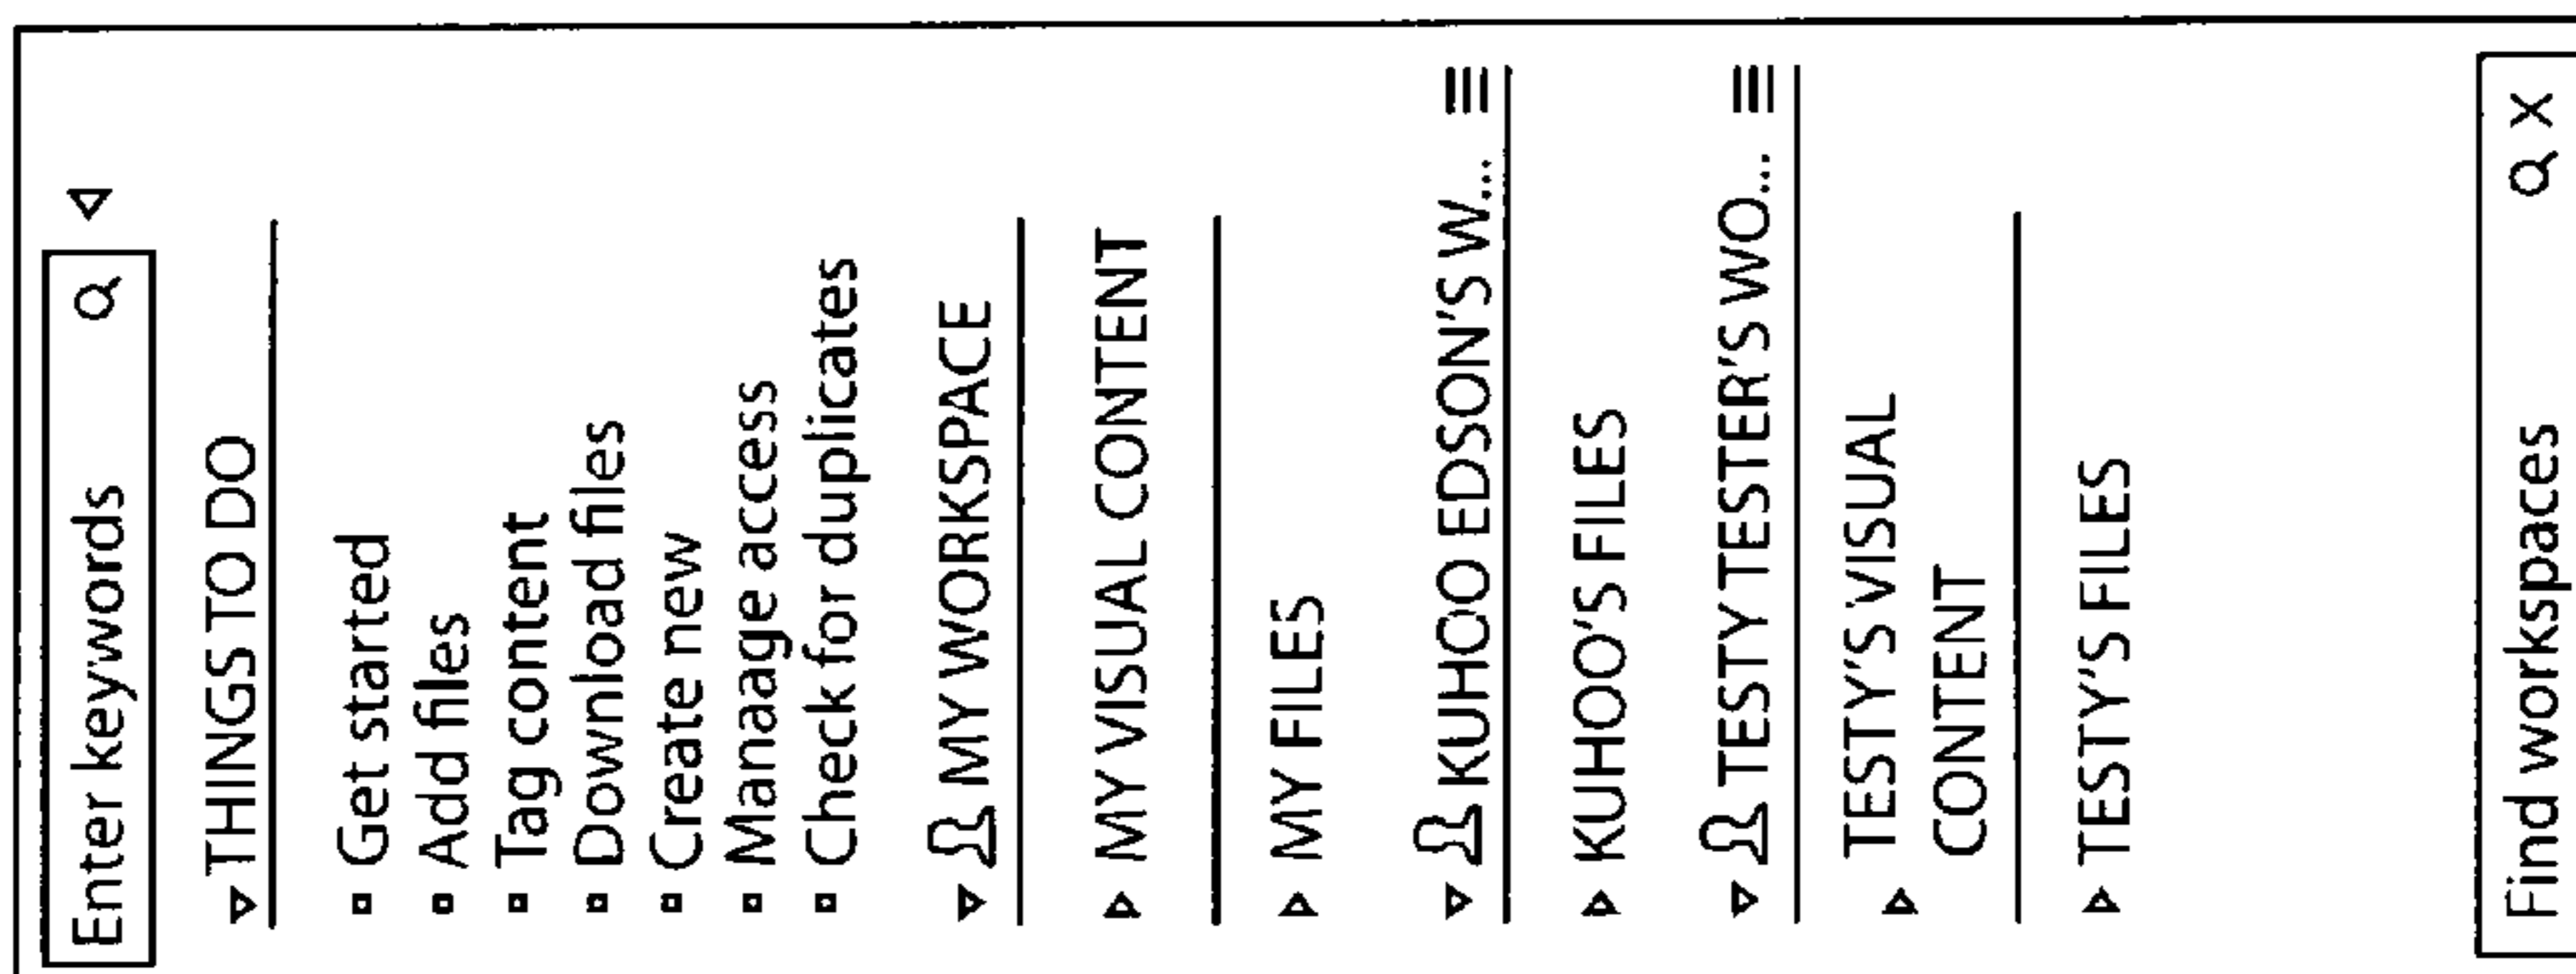 Enter keywords
THINGS TO DO
Get started
Add files
Tag content
Download files
Create new
Manage access
Check for duplicates
MY WORKSPACE
MY VISUAL CONTENT
MY FILES
KUHOO EDSON'S W...
KUHOO'S FILES
TESTY TESTER'S WO...
TESTY'S VISUAL
CONTENT
TESTY'S FILES
Find workspaces X